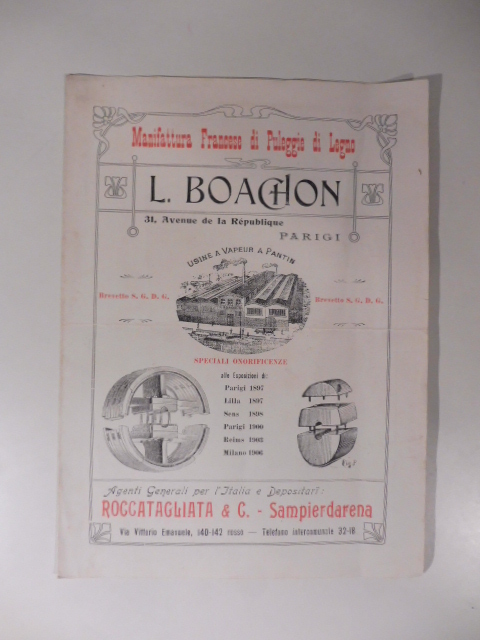 Manifattura Francese di Puleggie di Legno
L. BOACHON
31, Avenue de la République
PARIGI
USINE A VAPEUR A PANTIN
Brevetto S. G. D. G.
Brevetto S. G. D. G.
SPECIALI ONORIFICENZE
alle Esposizioni di:
Parigi 1897
Lilla 1897
Sens 1898
Parigi 1900
Reims 1903
Milano 1906
Agenti Generali per l'Italia e Depositari:
ROCCATAGLIATA & C. - Sampierdarena
Via Vittorio Emanuele, 140-142 rosso — Telefono intercomunale 32-18